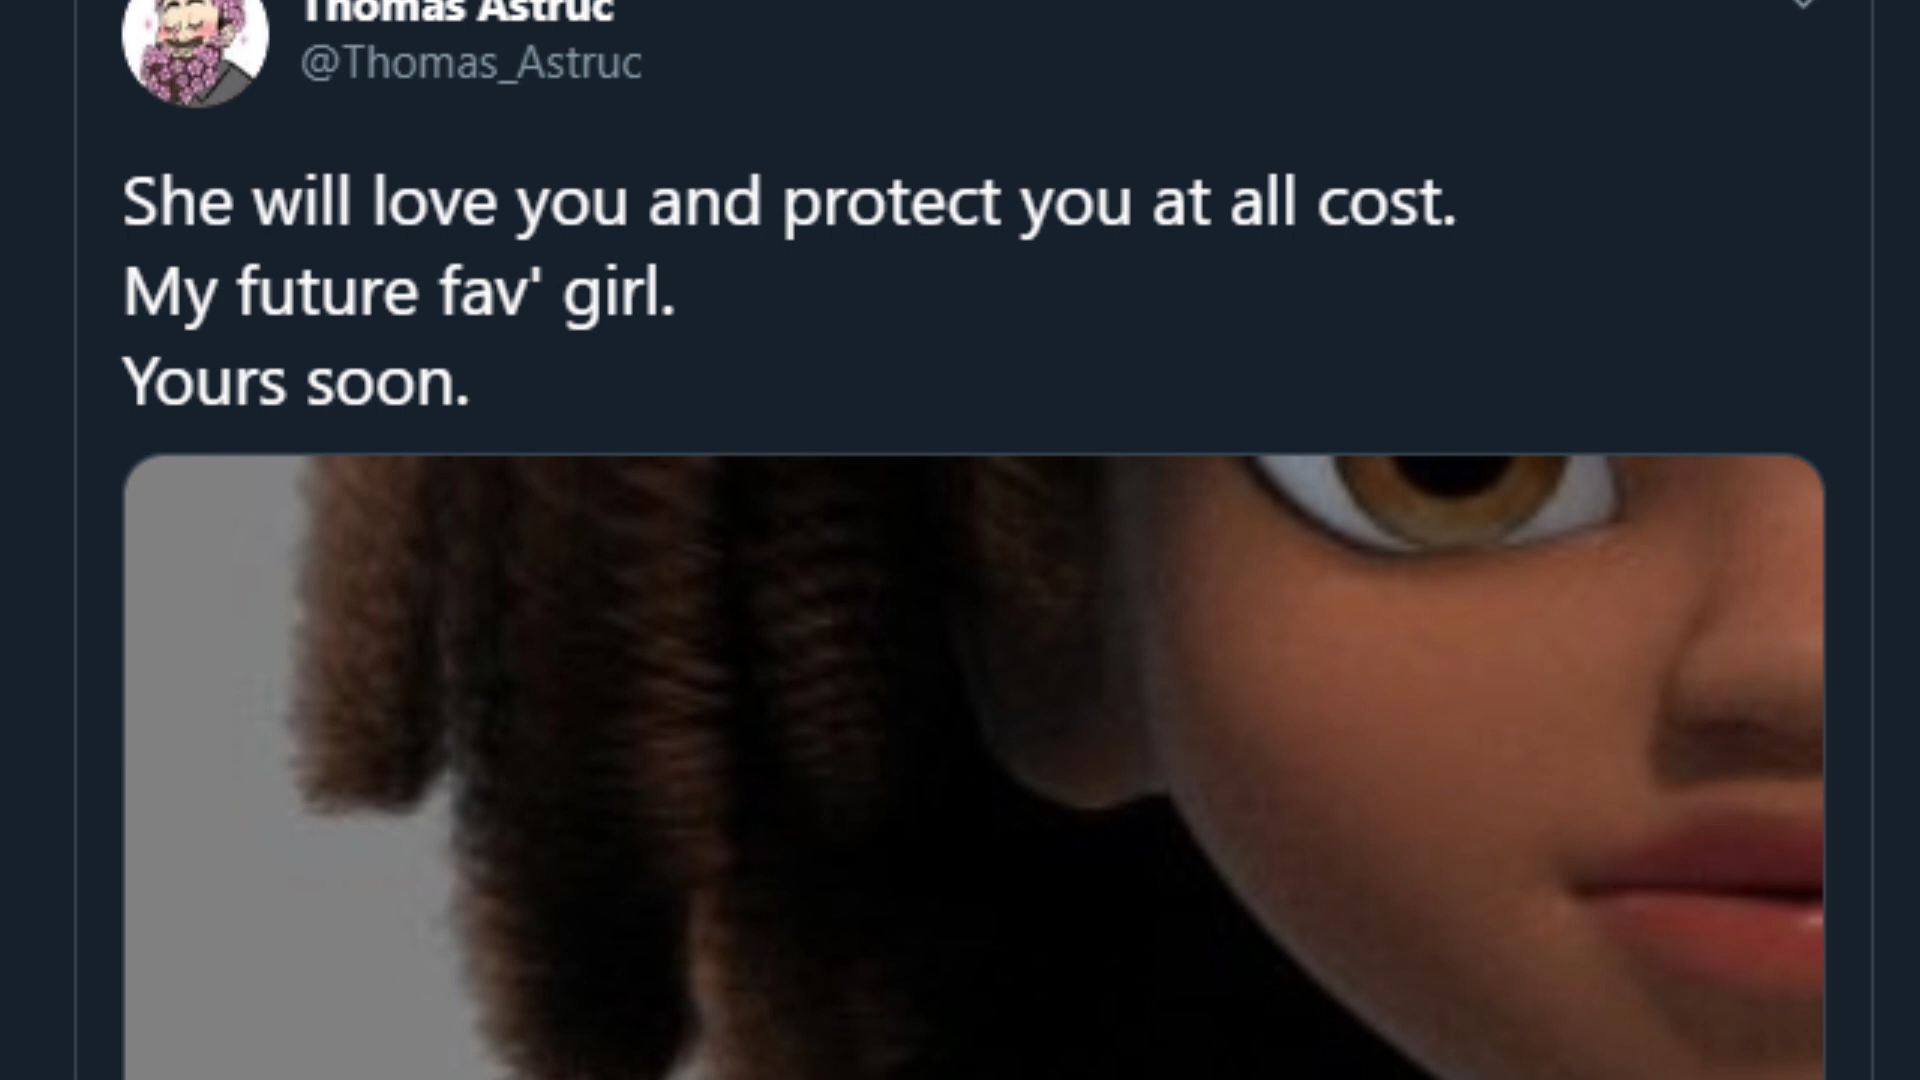 Thomas Astruc
@Thomas_Astruc
She will love you and protect you at all cost.
My future fav' girl.
Yours soon.